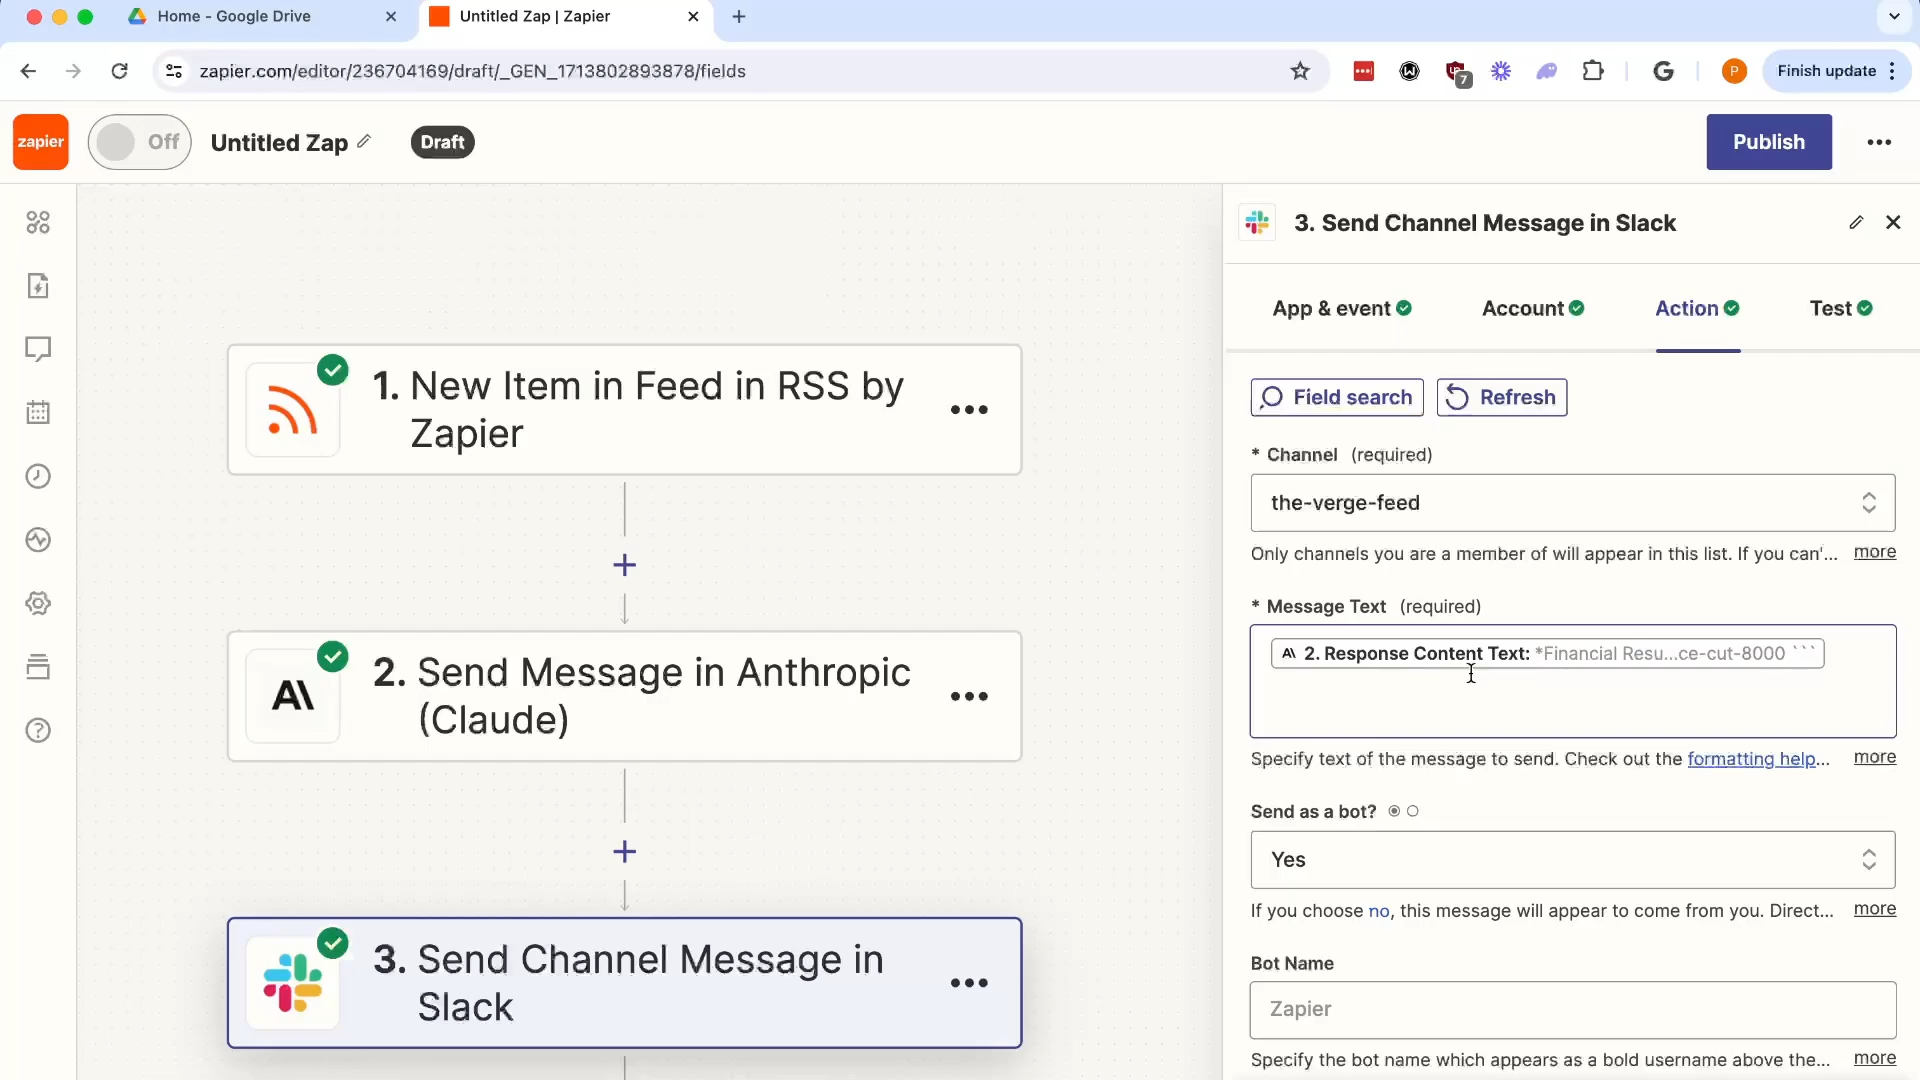 Home - Google Drive
Untitled Zap | Zapier
zapier.com/editor/236704169/draft/_GEN_1713802893878/fields
7
G
P
Finish update
zapier
Off
Untitled Zap
Draft
Publish
3. Send Channel Message in Slack
App & event
Account
Action
Test
1. New Item in Feed in RSS by
Zapier
Field search
Refresh
* Channel (required)
the-verge-feed
Only channels you are a member of will appear in this list. If you can'... more
* Message Text (required)
2. Response Content Text: *Financial Resu...ce-cut-8000 ```
2. Send Message in Anthropic
(Claude)
Specify text of the message to send. Check out the formatting help... more
Send as a bot?
Yes
If you choose no, this message will appear to come from you. Direct... more
3. Send Channel Message in
Slack
Bot Name
Zapier
Specify the bot name which appears as a bold username above the... more